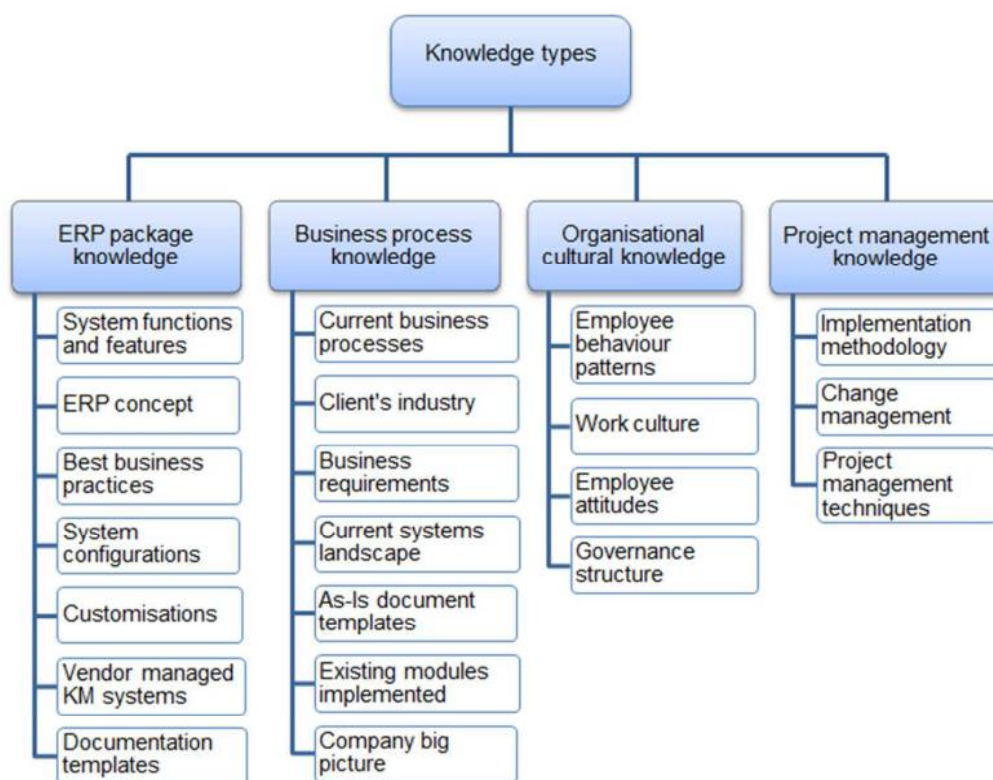 Knowledge types
ERP package
knowledge
Business process
knowledge
Organisational
cultural knowledge
Project management
knowledge
System functions
and features
ERP concept
Best business
practices
System
configurations
Customisations
Vendor managed
KM systems
Documentation
templates
Current business
processes
Client's industry
Business
requirements
Current systems
landscape
As-Is document
templates
Existing modules
implemented
Company big
picture
Employee
behaviour
patterns
Work culture
Employee
attitudes
Governance
structure
Implementation
methodology
Change
management
Project
management
techniques